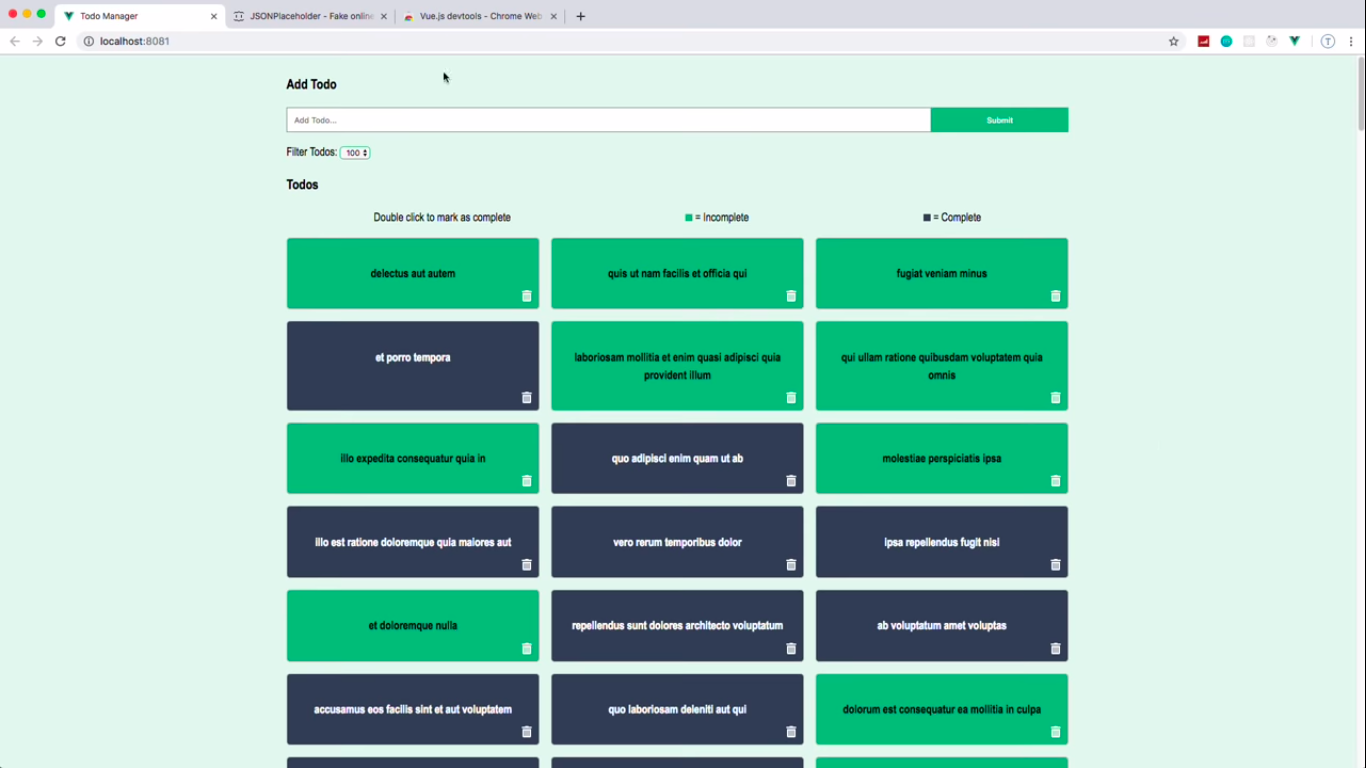 Todo Manager
JSONPlaceholder - Fake online
Vue.js devtools - Chrome Web
localhost:8081
T
Add Todo
Add Todo...
Submit
Filter Todos: 100
Todos
Double click to mark as complete
= Incomplete
= Complete
delectus aut autem
quis ut nam facilis et officia qui
fugiat veniam minus
et porro tempora
laboriosam mollitia et enim quasi adipisci quia
provident illum
qui ullam ratione quibusdam voluptatem quia
omnis
illo expedita consequatur quia in
quo adipisci enim quam ut ab
molestiae perspiciatis ipsa
illo est ratione doloremque quia maiores aut
vero rerum temporibus dolor
ipsa repellendus fugit nisi
et doloremque nulla
repellendus sunt dolores architecto voluptatum
ab voluptatum amet voluptas
accusamus eos facilis sint et aut voluptatem
quo laboriosam deleniti aut qui
dolorum est consequatur ea mollitia in culpa